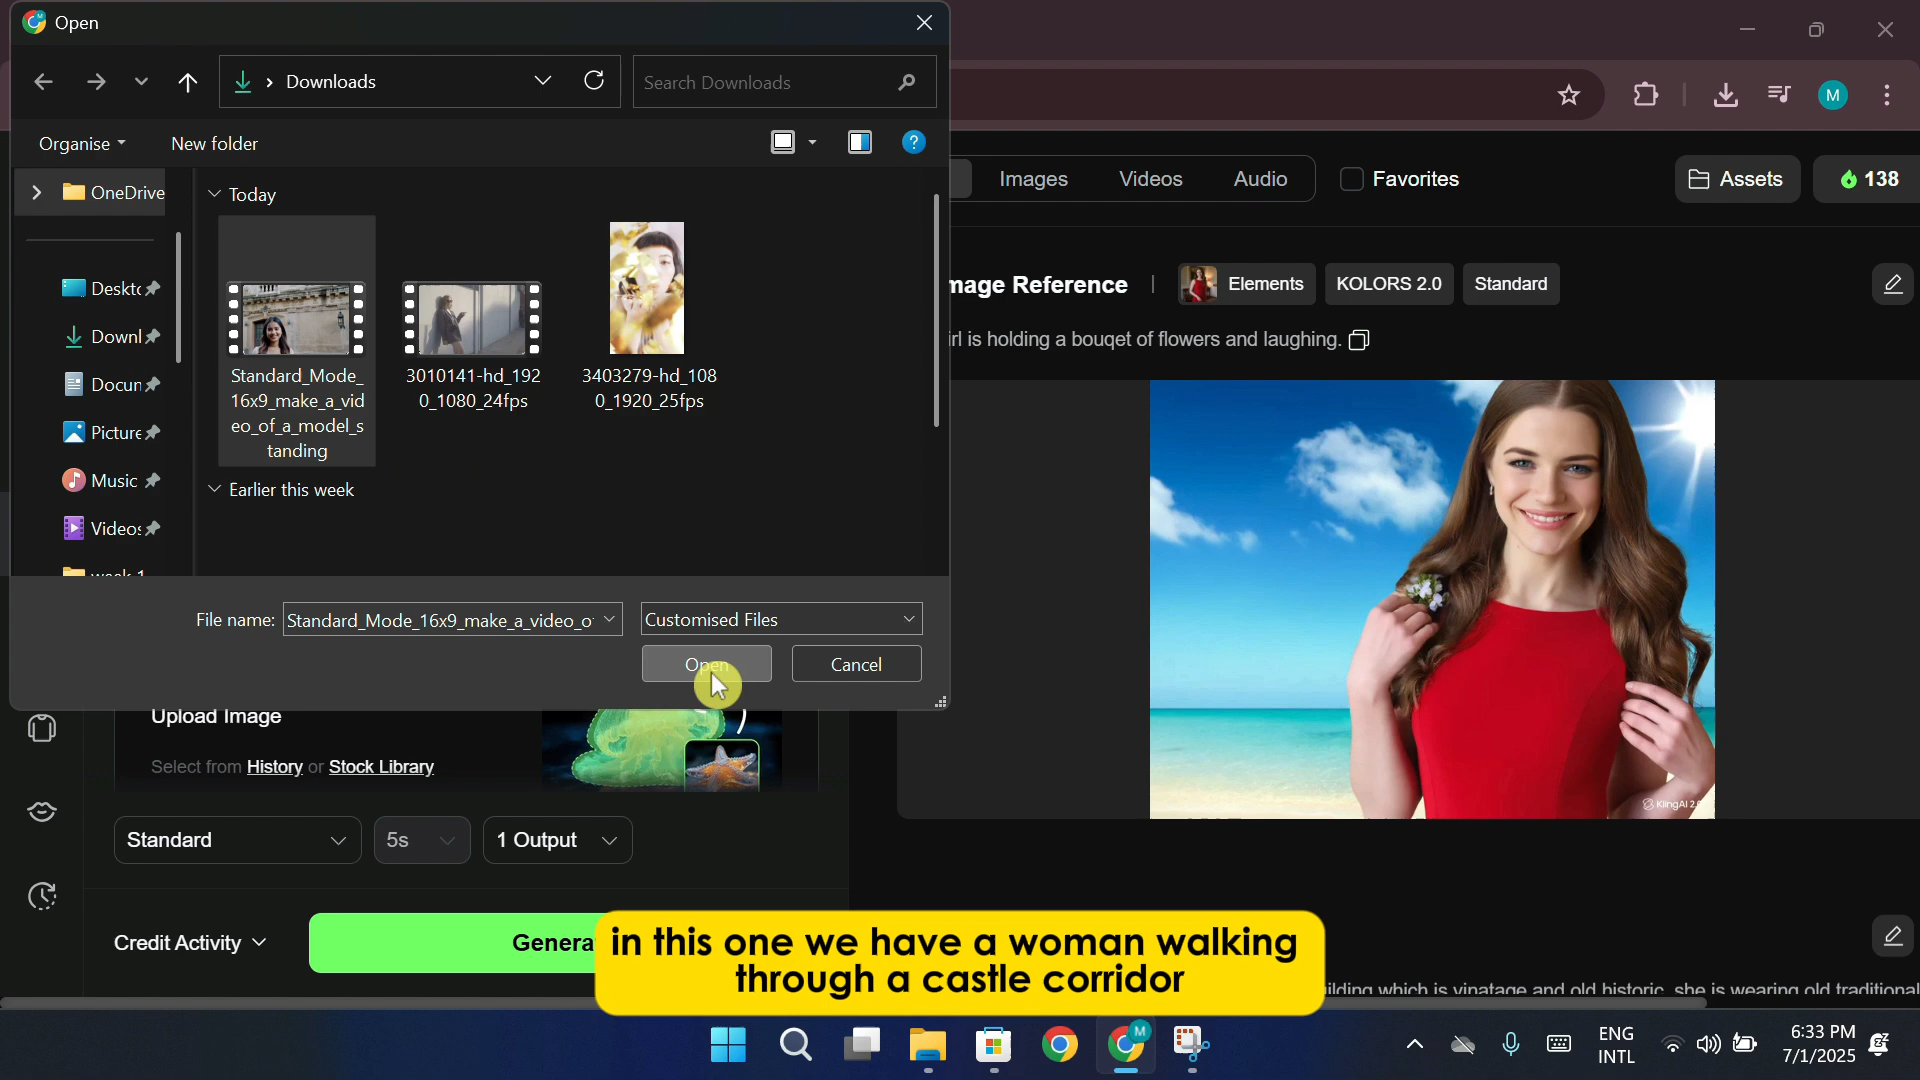 Open
Downloads
Search Downloads
Organise
New folder
OneDrive
Today
Deskto
Downl
Docun
Picture
Music
Videos
Standard_Mode_
16x9_make_a_vid
eo_of_a_model_s
tanding
3010141-hd_192
0_1080_24fps
3403279-hd_108
0_1920_25fps
Earlier this week
File name:
Standard_Mode_16x9_make_a_video_o
Customised Files
Open
Cancel
M
Images
Videos
Audio
Favorites
Assets
138
mage Reference
Elements
KOLORS 2.0
Standard
irl is holding a bouqet of flowers and laughing.
KlingAI 2.0
Upload Image
Select from History or Stock Library
Standard
5s
1 Output
Credit Activity
Genera
in this one we have a woman walking
through a castle corridor
ilding which is vinatage and old historic. she is wearing old traditional
M
ENG
INTL
6:33 PM
7/1/2025